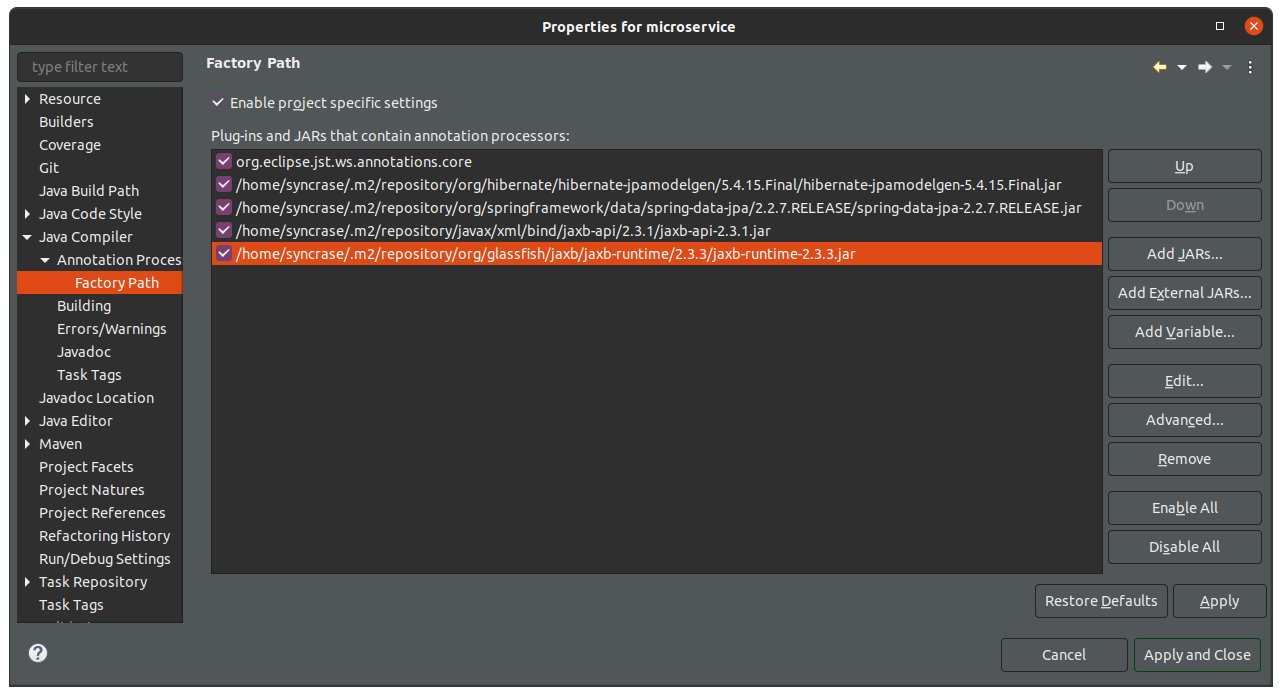 Properties for microservice
type filter text
Resource
Builders
Coverage
Git
Java Build Path
Java Code Style
Java Compiler
Annotation Proces
Factory Path
Building
Errors/Warnings
Javadoc
Task Tags
Javadoc Location
Java Editor
Maven
Project Facets
Project Natures
Project References
Refactoring History
Run/Debug Settings
Task Repository
Task Tags
Factory Path
Enable project specific settings
Plug-ins and JARs that contain annotation processors:
org.eclipse.jst.ws.annotations.core
/home/syncrase/.m2/repository/org/hibernate/hibernate-jpamodelgen/5.4.15.Final/hibernate-jpamodelgen-5.4.15.Final.jar
/home/syncrase/.m2/repository/org/springframework/data/spring-data-jpa/2.2.7.RELEASE/spring-data-jpa-2.2.7.RELEASE.jar
/home/syncrase/.m2/repository/javax/xml/bind/jaxb-api/2.3.1/jaxb-api-2.3.1.jar
/home/syncrase/.m2/repository/org/glassfish/jaxb/jaxb-runtime/2.3.3/jaxb-runtime-2.3.3.jar
Up
Down
Add JARs...
Add External JARs...
Add Variable...
Edit...
Advanced...
Remove
Enable All
Disable All
Restore Defaults
Apply
Cancel
Apply and Close